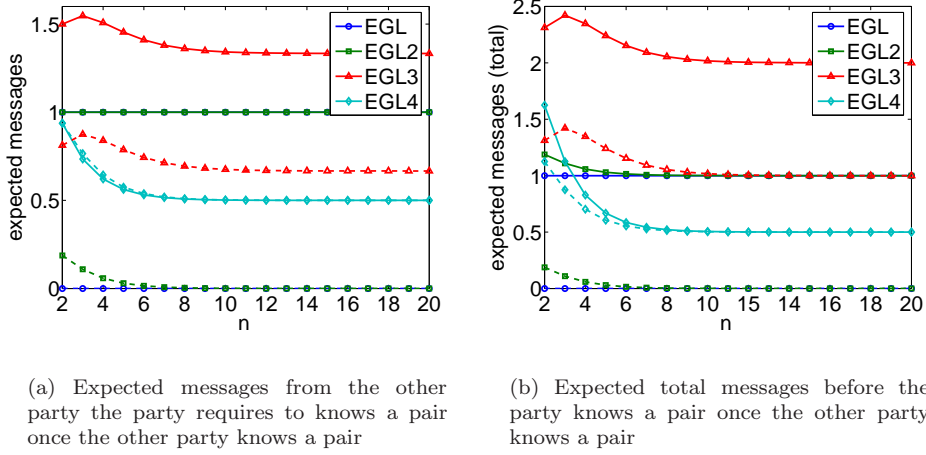 1.5
1
0.5
0
expected messages
2 4 6 8 10 12 14 16 18 20
n
EGL
EGL2
EGL3
EGL4
2.5
2
1.5
1
0.5
0
expected messages (total)
2 4 6 8 10 12 14 16 18 20
n
EGL
EGL2
EGL3
EGL4
(a) Expected messages from the other
party the party requires to knows a pair
once the other party knows a pair
(b) Expected total messages before the
party knows a pair once the other party
knows a pair